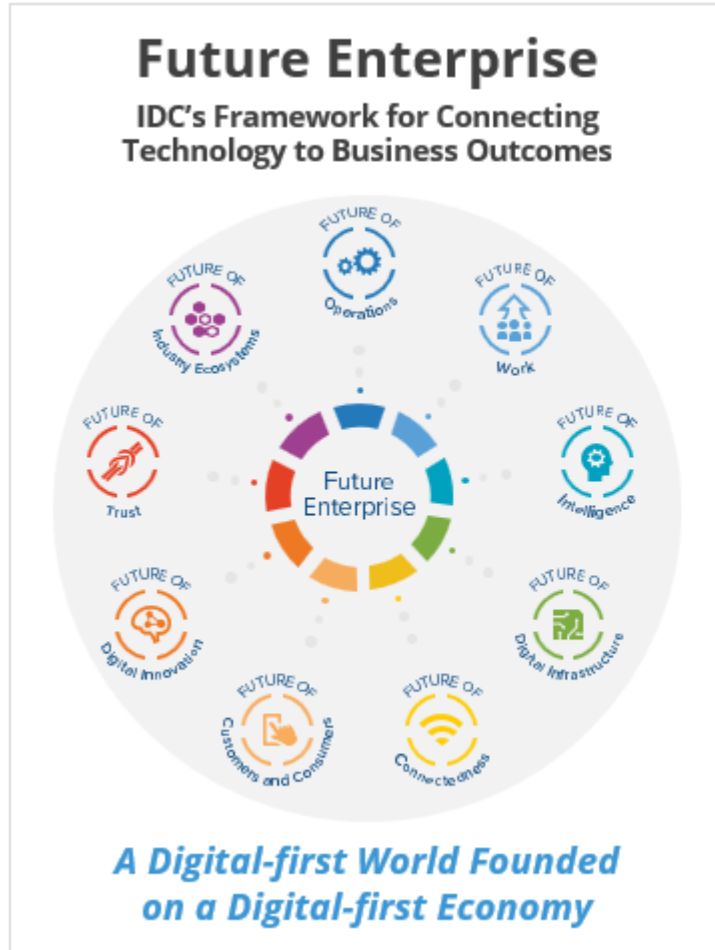 Future Enterprise
IDC's Framework for Connecting
Technology to Business Outcomes
FUTURE OF
Operations
FUTURE OF
Work
FUTURE OF
Intelligence
FUTURE OF
Digital Infrastructure
FUTURE OF
Connectedness
FUTURE OF
Customers and Consumers
FUTURE OF
Digital Innovation
FUTURE OF
Trust
FUTURE OF
Industry Ecosystems
Future
Enterprise
A Digital-first World Founded
on a Digital-first Economy